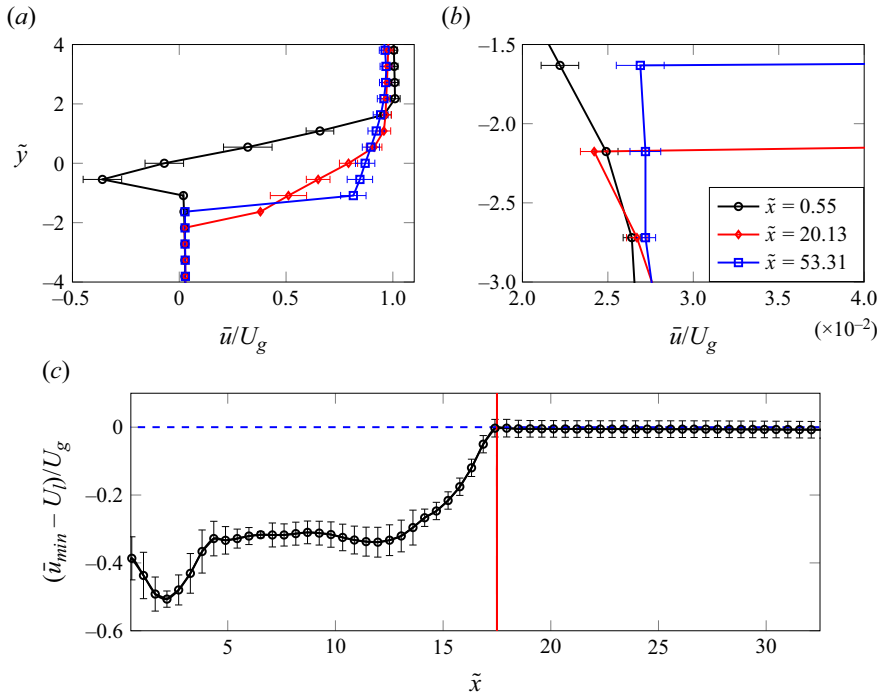 (a)
4
2
0
−2
−4
ỹ
−0.5 0 0.5 1.0
ū/U_g
(b)
−1.5
−2.0
−2.5
−3.0
2.0 2.5 3.0 3.5 4.0
(×10⁻²)
ū/U_g
x̃ = 0.55
x̃ = 20.13
x̃ = 53.31
(c)
0
−0.2
−0.4
−0.6
(ū_min − U_l)/U_g
5 10 15 20 25 30
x̃